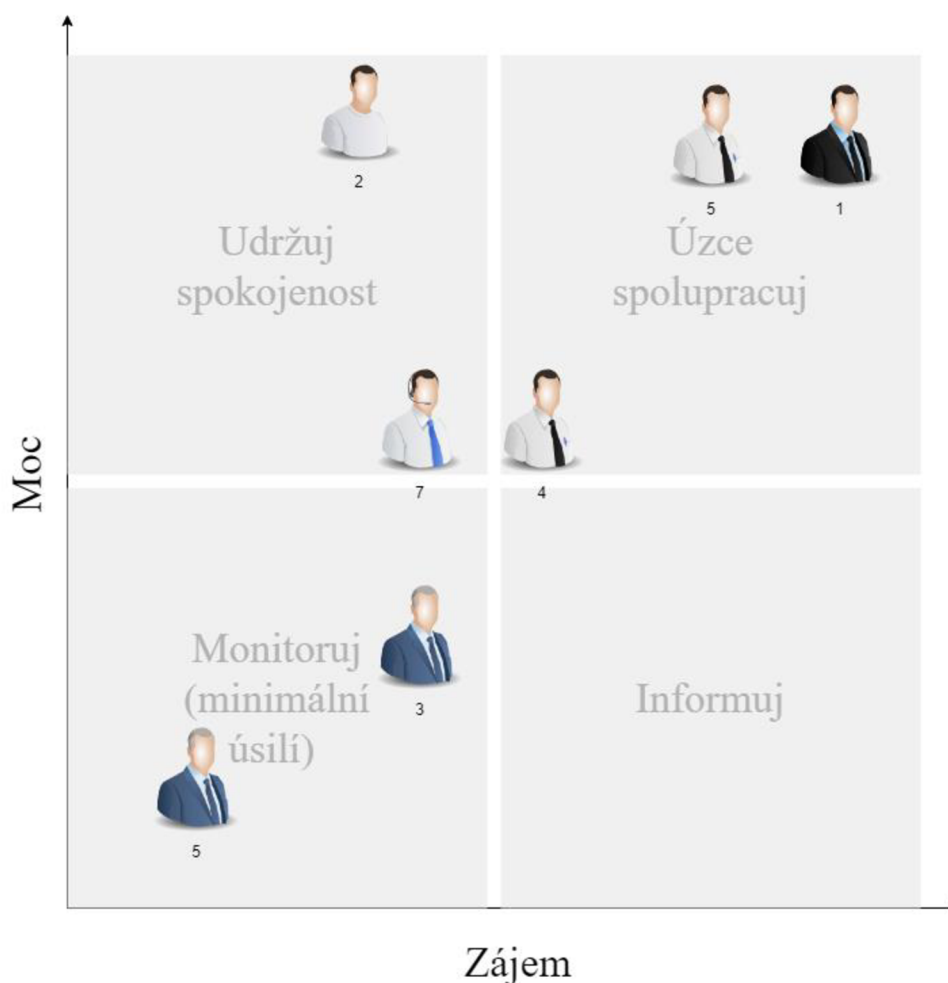 2
5
1
Udržuj
spokojenost
Úzce
spolupracuj
Moc
7
4
Monitoruj
(minimální
úsilí)
3
Informuj
5
Zájem